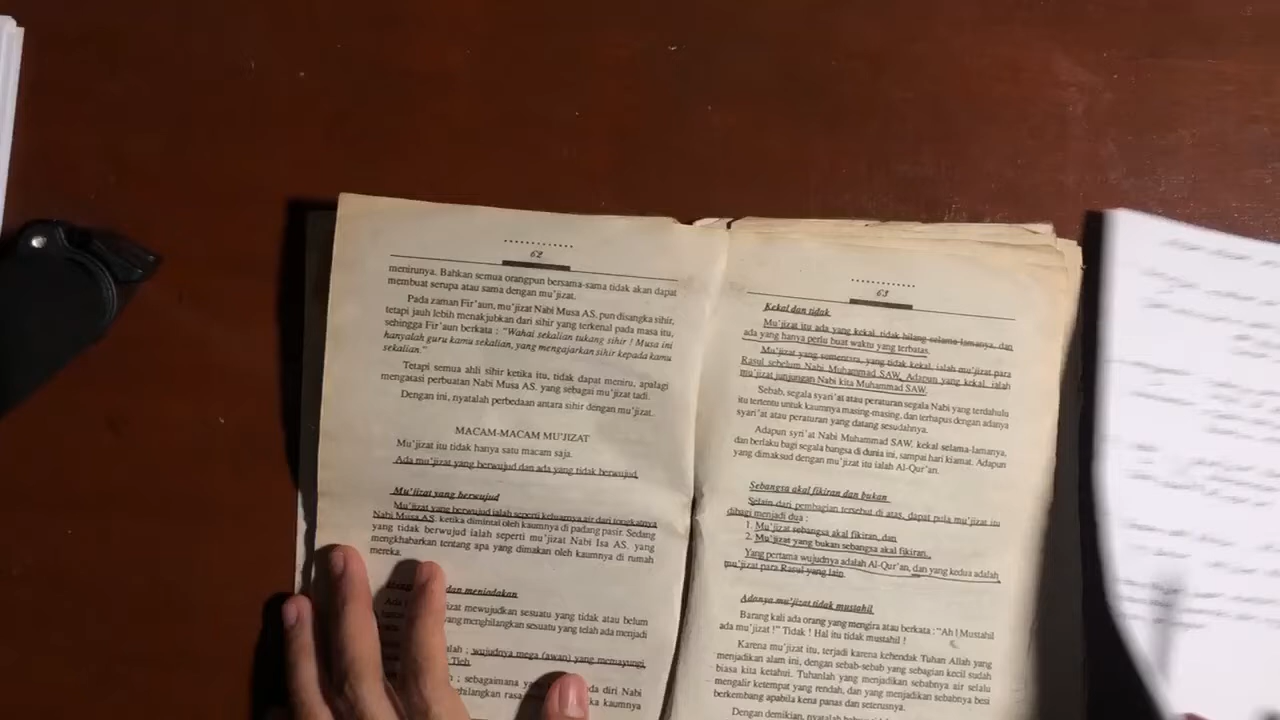 62
menirunya. Bahkan semua orangpun bersama-sama tidak akan dapat
membuat serupa atau sama dengan mu'jizat.
Pada zaman Fir'aun, mu'jizat Nabi Musa AS. pun disangka sihir,
tetapi jauh lebih menakjubkan dari sihir yang terkenal pada masa itu,
sehingga Fir'aun berkata : "Wahai sekalian tukang sihir ! Musa ini
hanyalah guru kamu sekalian, yang mengajarkan sihir kepada kamu
sekalian."
Tetapi semua ahli sihir ketika itu, tidak dapat meniru, apalagi
mengatasi perbuatan Nabi Musa AS. yang sebagai mu'jizat tadi.
Dengan ini, nyatalah perbedaan antara sihir dengan mu'jizat.
MACAM-MACAM MU'JIZAT
Mu'jizat itu tidak hanya satu macam saja.
Ada mu'jizat yang berwujud dan ada yang tidak berwujud.
Mu'jizat yang berwujud
Mu'jizat yang berwujud ialah seperti keluarnya air dari tongkatnya
Nabi Musa AS. ketika dimintai oleh kaumnya di padang pasir. Sedang
yang tidak berwujud ialah seperti mu'jizat Nabi Isa AS. yang
mengkhabarkan tentang apa yang dimakan oleh kaumnya di rumah
mereka.
dan meniadakan
Ada mewujudkan sesuatu yang tidak atau belum
yang menghilangkan sesuatu yang telah ada menjadi
: wujudnya mega (awan) yang memayungi
Tieh.
; sebagaimana pada diri Nabi
rasa kaumnya
63
Kekal dan tidak
Mu'jizat itu ada yang kekal, tidak hilang selama-lamanya, dan
ada yang hanya perlu buat waktu yang terbatas.
Mu'jizat yang sementara, yang tidak kekal, ialah mu'jizat para
Rasul sebelum Nabi Muhammad SAW. Adapun yang kekal, ialah
mu'jizat junjungan Nabi kita Muhammad SAW.
Sebab, segala syari'at atau peraturan segala Nabi yang terdahulu
itu tertentu untuk kaumnya masing-masing, dan terhapus dengan adanya
syari'at atau peraturan yang datang sesudahnya.
Adapun syri'at Nabi Muhammad SAW. kekal selama-lamanya,
dan berlaku bagi segala bangsa di dunia ini, sampai hari kiamat. Adapun
yang dimaksud dengan mu'jizat itu ialah Al-Qur'an.
Sebangsa akal fikiran dan bukan
Selain dari pembagian tersebut di atas, dapat pula mu'jizat itu
dibagi menjadi dua :
1. Mu'jizat sebangsa akal fikiran, dan
2. Mu'jizat yang bukan sebangsa akal fikiran.
Yang pertama wujudnya adalah Al-Qur'an, dan yang kedua adalah
mu'jizat para Rasul yang lain.
Adanya mu'jizat tidak mustahil
Barang kali ada orang yang mengira atau berkata : "Ah ! Mustahil
ada mu'jizat !" Tidak ! Hal itu tidak mustahil !
Karena mu'jizat itu, terjadi karena kehendak Tuhan Allah yang
menjadikan alam ini, dengan sebab-sebab yang sebagian kecil sudah
biasa kita ketahui. Tuhanlah yang menjadikan sebabnya air selalu
mengalir ketempat yang rendah, dan yang menjadikan sebabnya besi
berkembang apabila kena panas dan seterusnya.
Dengan demikian, nyatalah